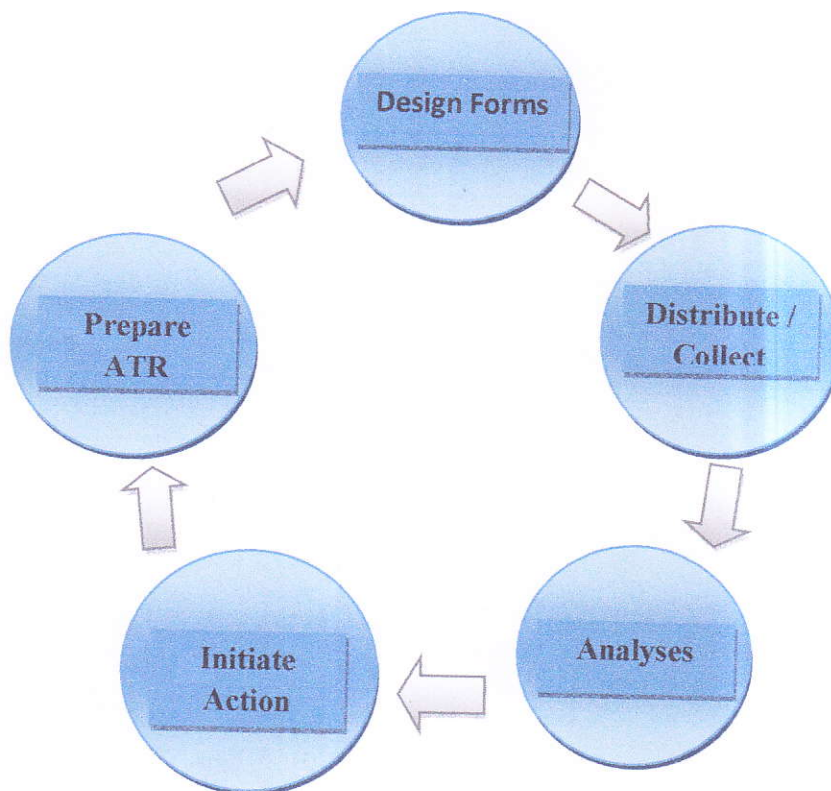 Design Forms
Distribute /
Collect
Analyses
Initiate
Action
Prepare
ATR